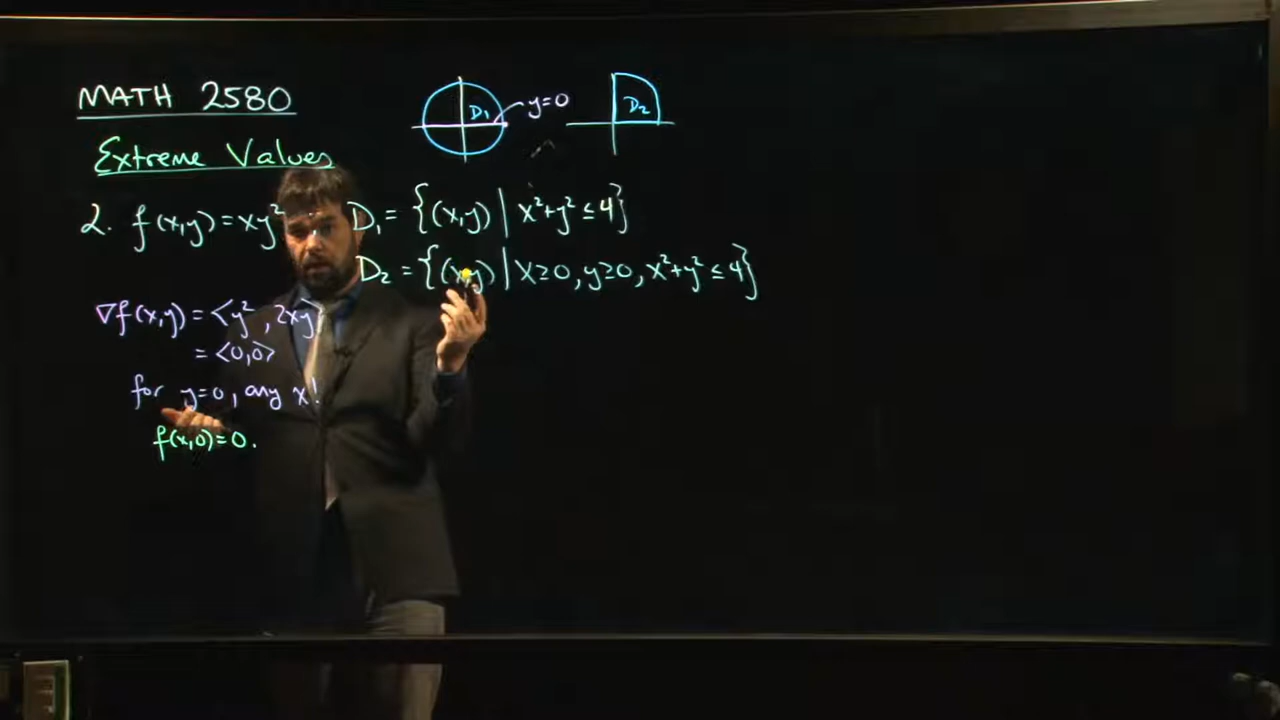 MATH 2580
D₁ y=0 D₂
Extreme Values
2. f(x,y)=xy² D₁ = {(x,y) | x²+y² ≤ 4}
D₂ = {(x,y) | x≥0, y≥0, x²+y² ≤ 4}
∇f(x,y) = <y², 2xy>
= <0,0>
for y=0, any x!
f(x,0)=0.